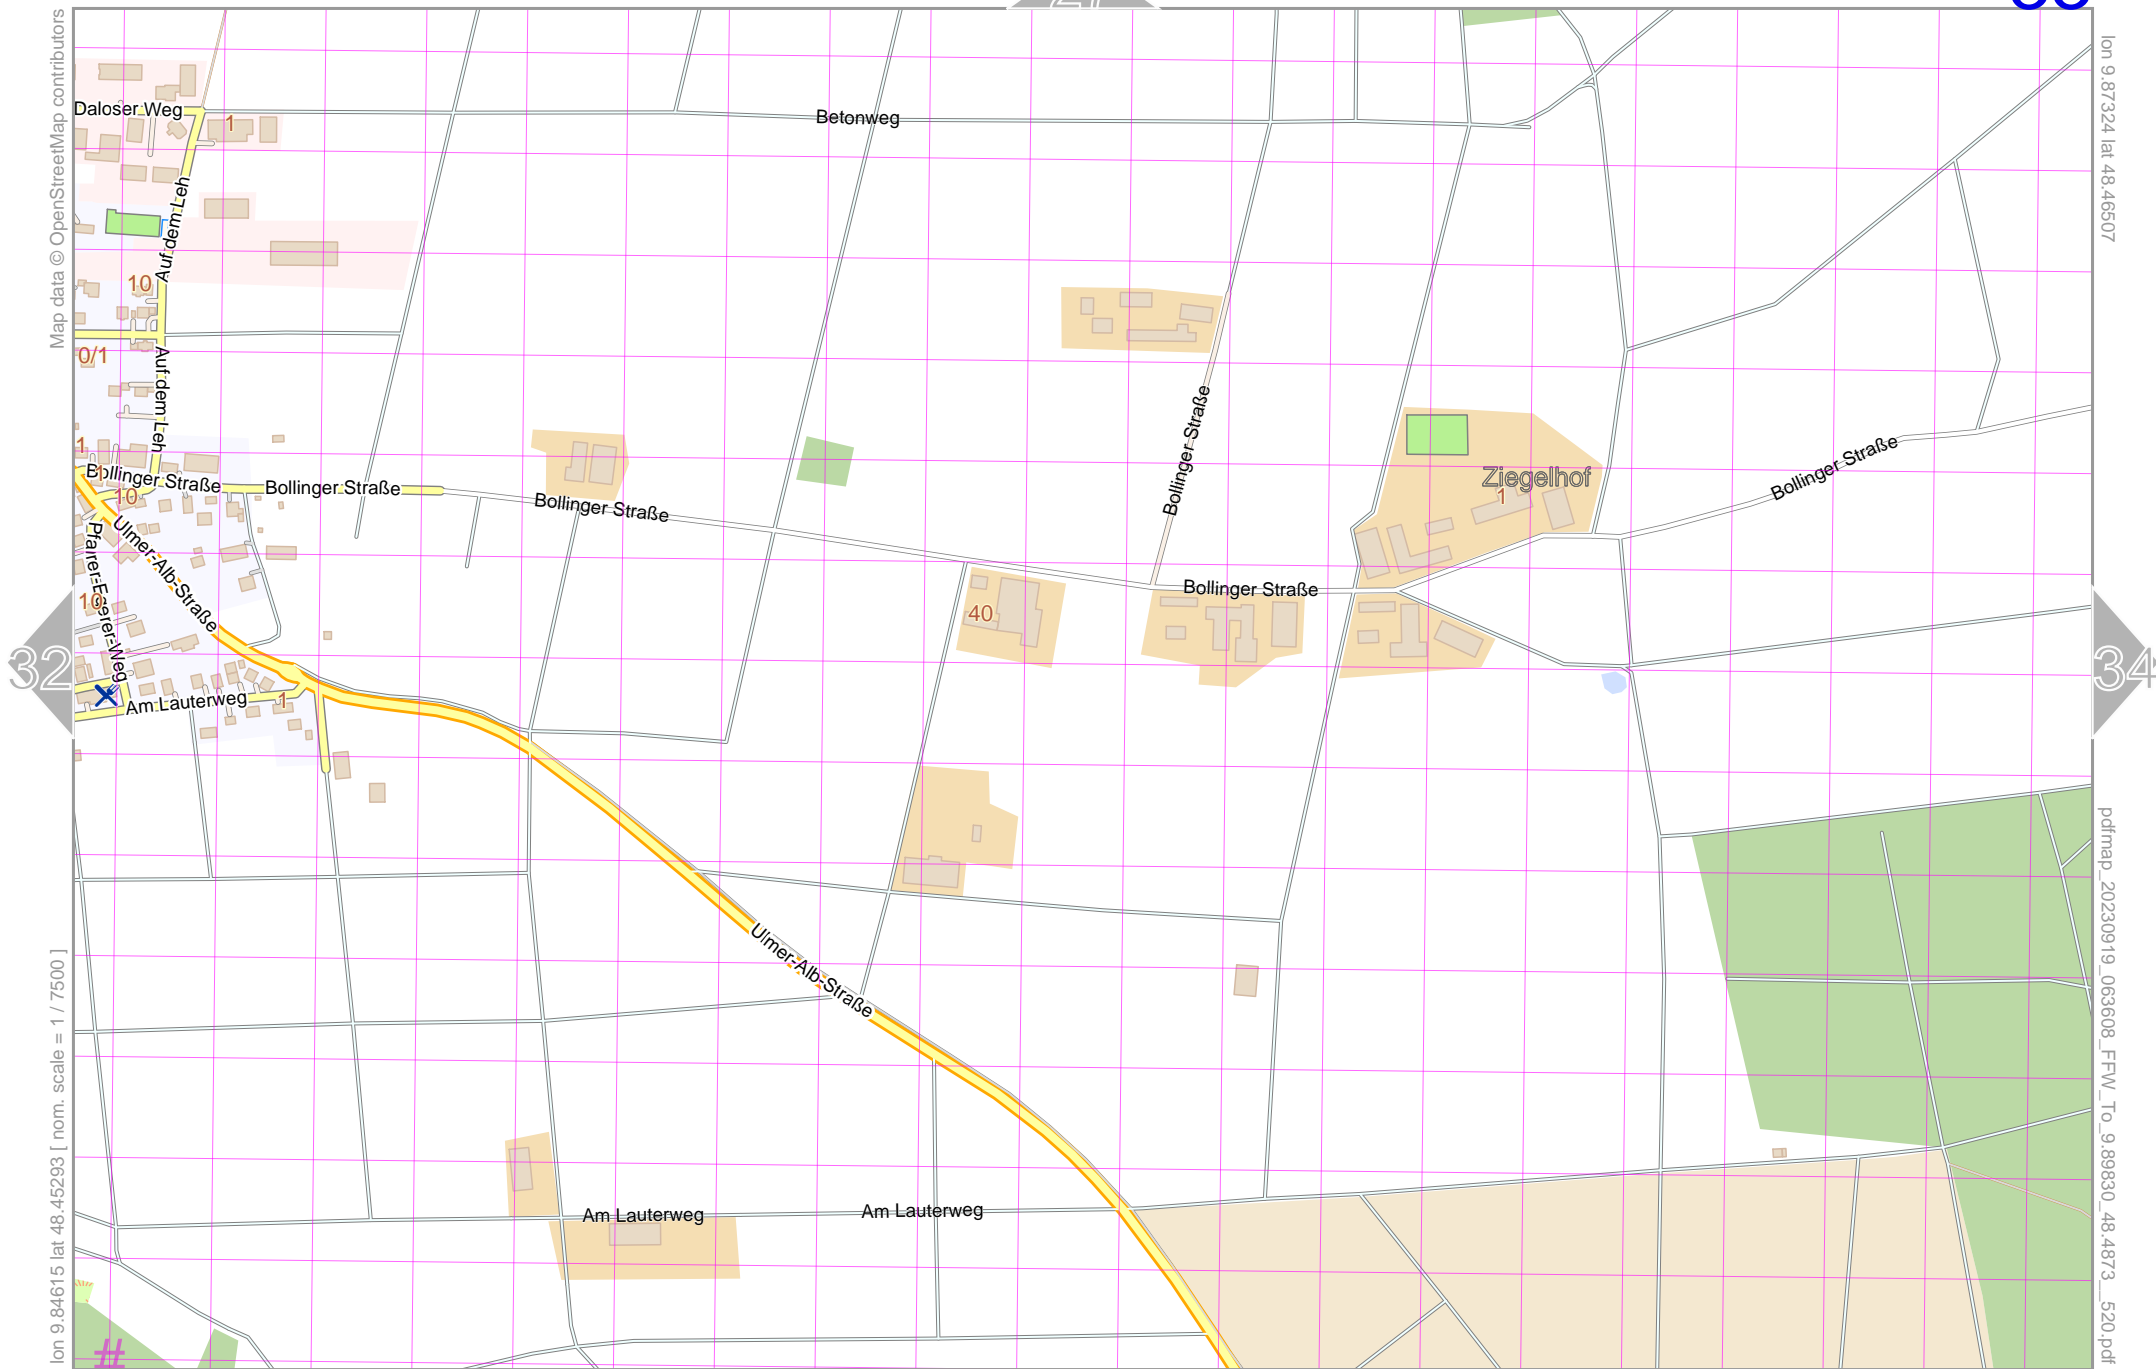 Map data © OpenStreetMap contributors
lon 9.87324 lat 48.46507
Daloser Weg
1
Betonweg
Auf dem Leh
10
0/1
Auf dem Leh
Bollinger Straße
Ziegelhof
1
Bollinger Straße
1
1
Bollinger Straße
10
Bollinger Straße
Bollinger Straße
Ulmer-Alb-Straße
Pfarrer-Egerer-Weg
10
Bollinger Straße
40
32
34
Am Lauterweg
1
Ulmer-Alb-Straße
Am Lauterweg
Am Lauterweg
#
lon 9.84615 lat 48.45293 [ nom. scale = 1 / 7500 ]
pdfmap_20230919_063608_FFW_To_9.89830_48.4873__520.pdf